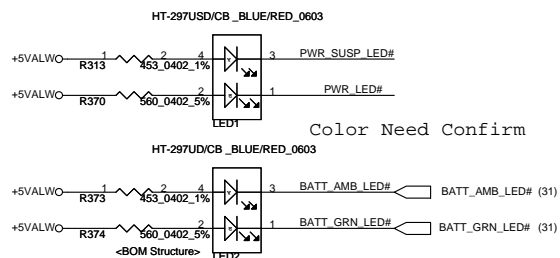 HT-297USD/CB _BLUE/RED_0603
+5VALW 1 2 4 3 PWR_SUSP_LED#
R313 453_0402_1% Y
+5VALW 2 1 PWR_LED#
R370 560_0402_5%
LED1
Color Need Confirm
HT-297UD/CB _BLUE/RED_0603
+5VALW 1 2 4 3 BATT_AMB_LED# BATT_AMB_LED# (31)
R373 453_0402_1% Y
+5VALW 2 1 BATT_GRN_LED# BATT_GRN_LED# (31)
R374 560_0402_5%
<BOM Structure> LED2